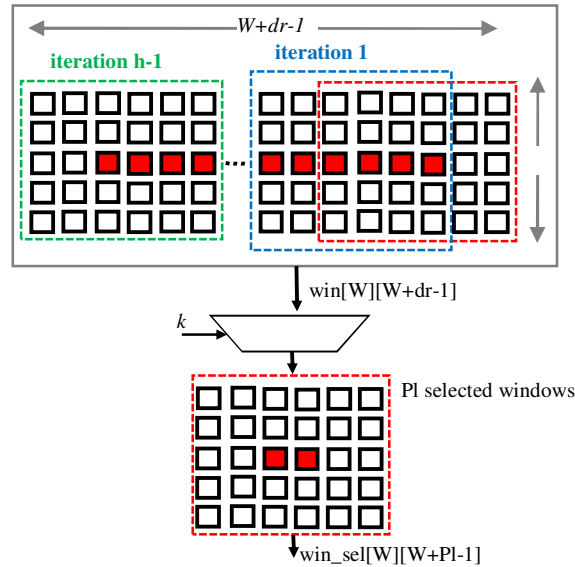 W+dr-1
iteration h-1
iteration 1
win[W][W+dr-1]
k
Pl selected windows
win_sel[W][W+Pl-1]